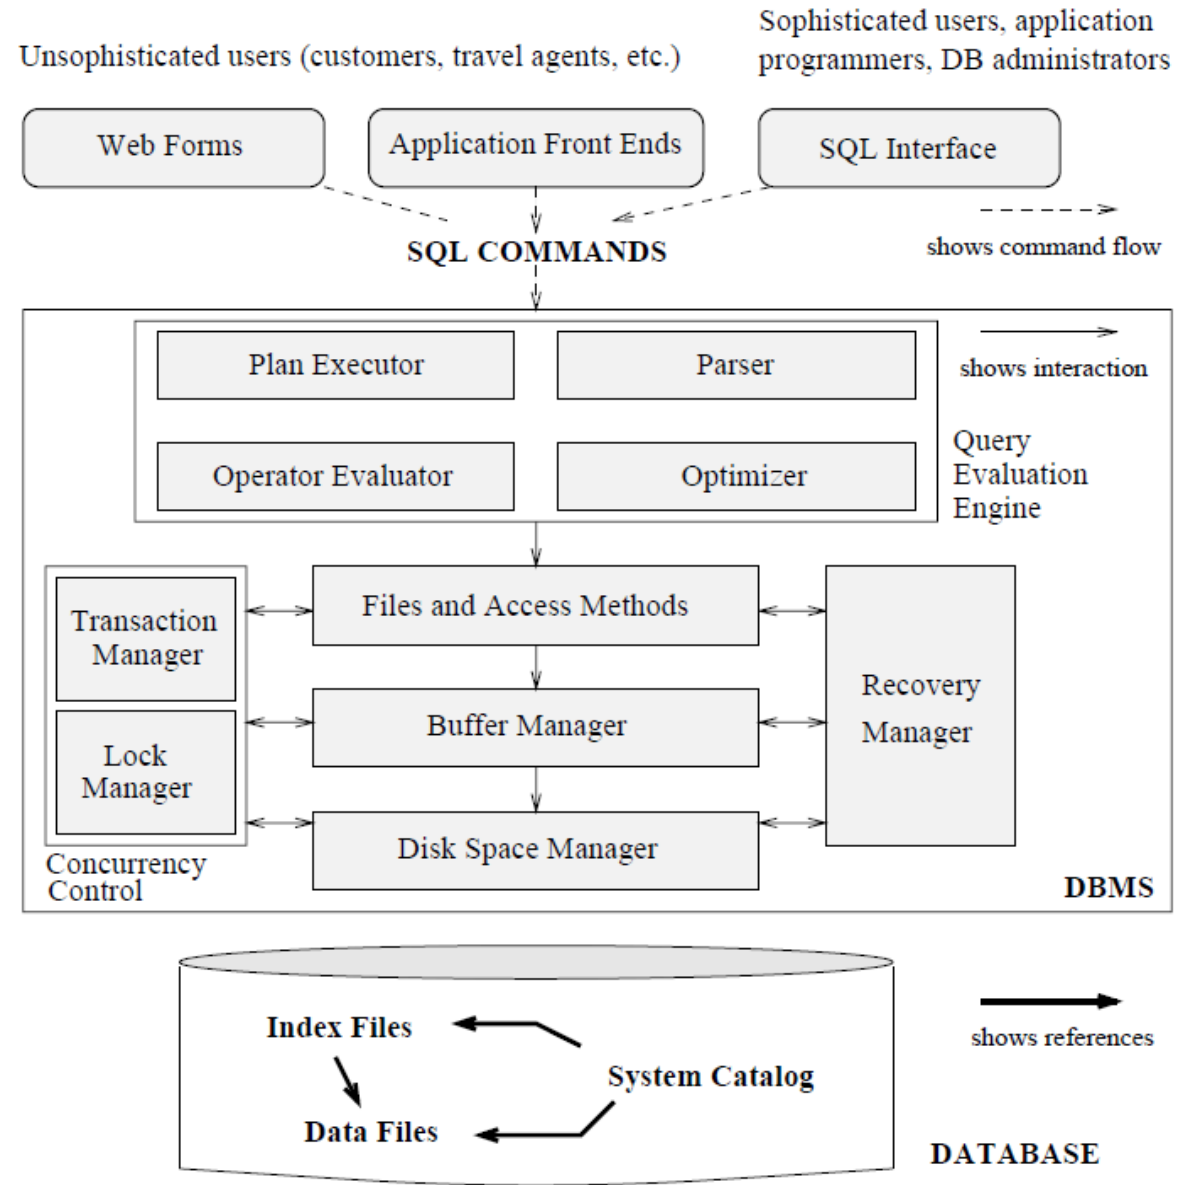 Sophisticated users, application
Unsophisticated users (customers, travel agents, etc.)
programmers, DB administrators
Web Forms
Application Front Ends
SQL Interface
SQL COMMANDS
shows command flow
Plan Executor
Parser
shows interaction
Operator Evaluator
Optimizer
Query
Evaluation
Engine
Files and Access Methods
Transaction
Manager
Recovery
Manager
Buffer Manager
Lock
Manager
Disk Space Manager
Concurrency
Control
DBMS
Index Files
shows references
System Catalog
Data Files
DATABASE